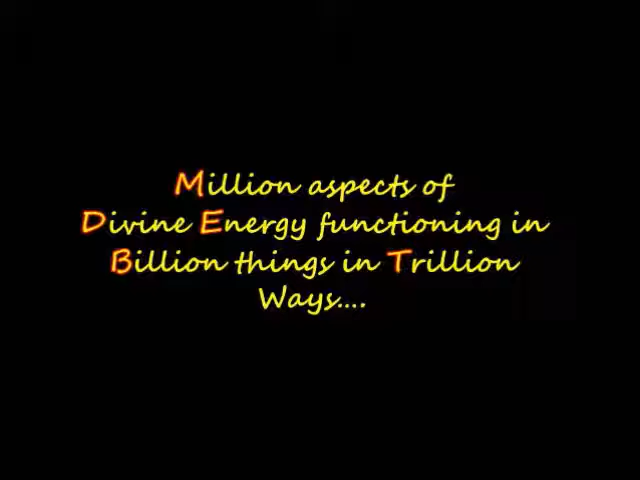 Million aspects of
Divine Energy functioning in
Billion things in Trillion
Ways....